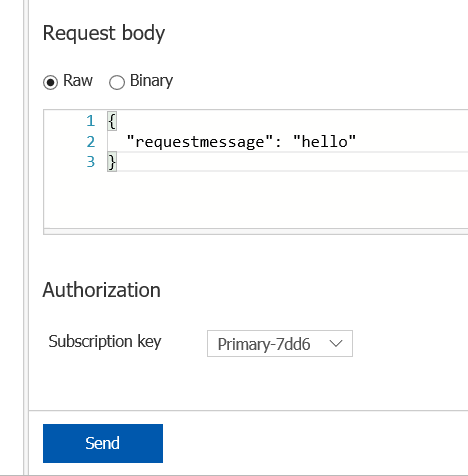 Request body
Raw Binary
1 {
2 "requestmessage": "hello"
3 }
Authorization
Subscription key Primary-7dd6
Send